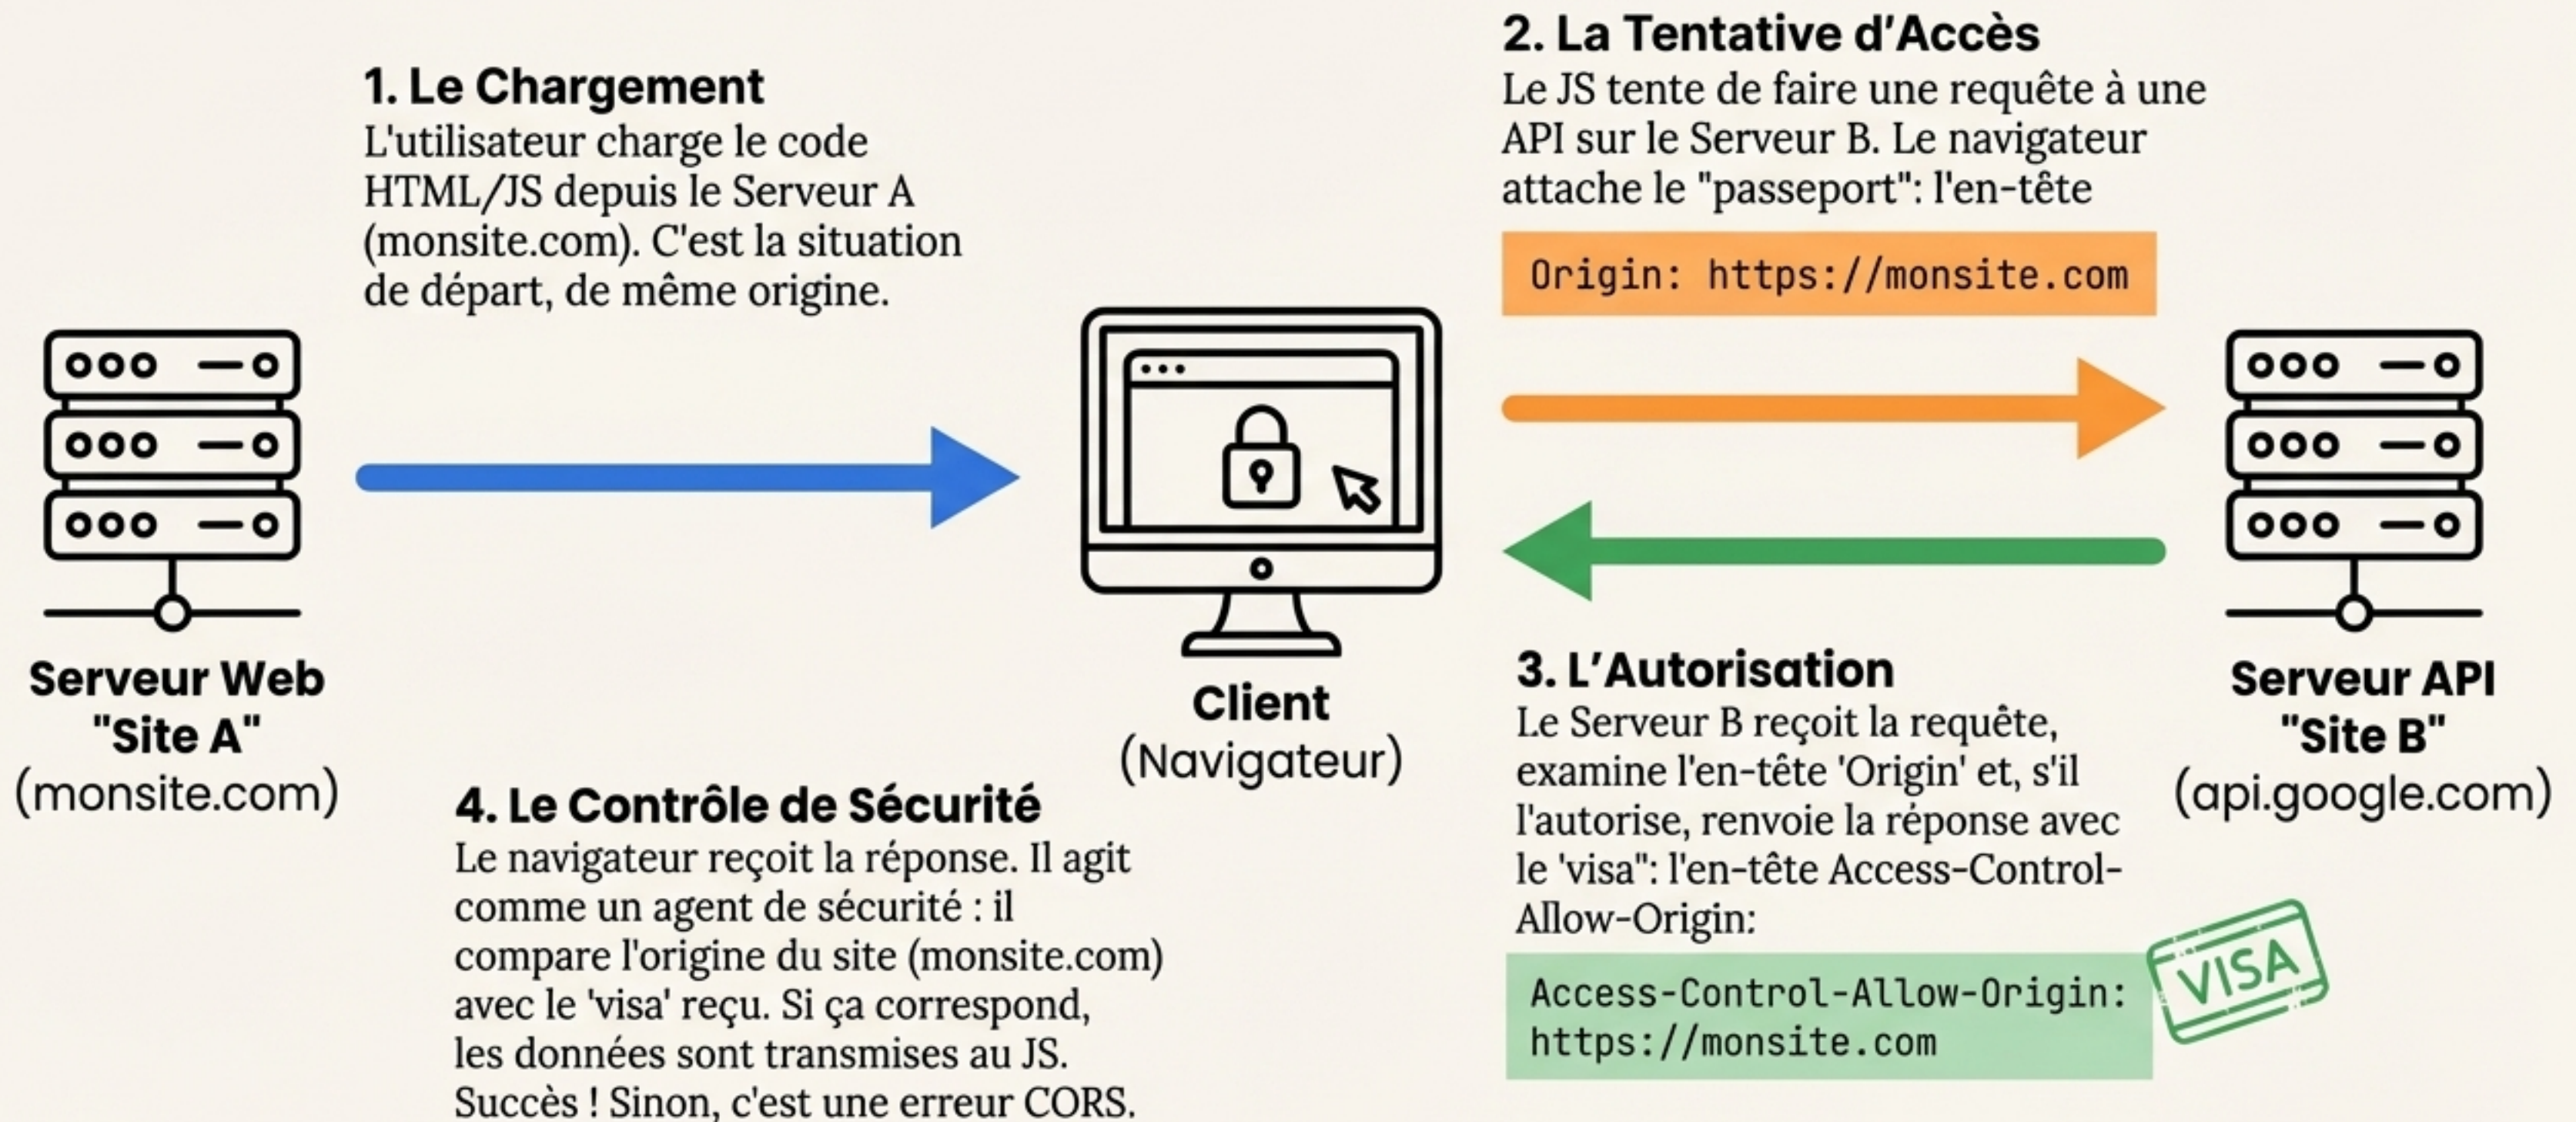 1. Le Chargement
L'utilisateur charge le code
HTML/JS depuis le Serveur A
(monsite.com). C'est la situation
de départ, de même origine.
2. La Tentative d’Accès
Le JS tente de faire une requête à une
API sur le Serveur B. Le navigateur
attache le "passeport": l'en-tête
Origin: https://monsite.com
Serveur Web
"Site A"
(monsite.com)
Client
(Navigateur)
Serveur API
"Site B"
(api.google.com)
3. L’Autorisation
Le Serveur B reçoit la requête,
examine l'en-tête 'Origin' et, s'il
l'autorise, renvoie la réponse avec
le 'visa": l'en-tête Access-Control-
Allow-Origin:
Access-Control-Allow-Origin:
https://monsite.com
VISA
4. Le Contrôle de Sécurité
Le navigateur reçoit la réponse. Il agit
comme un agent de sécurité : il
compare l'origine du site (monsite.com)
avec le 'visa' reçu. Si ça correspond,
les données sont transmises au JS.
Succès ! Sinon, c'est une erreur CORS.